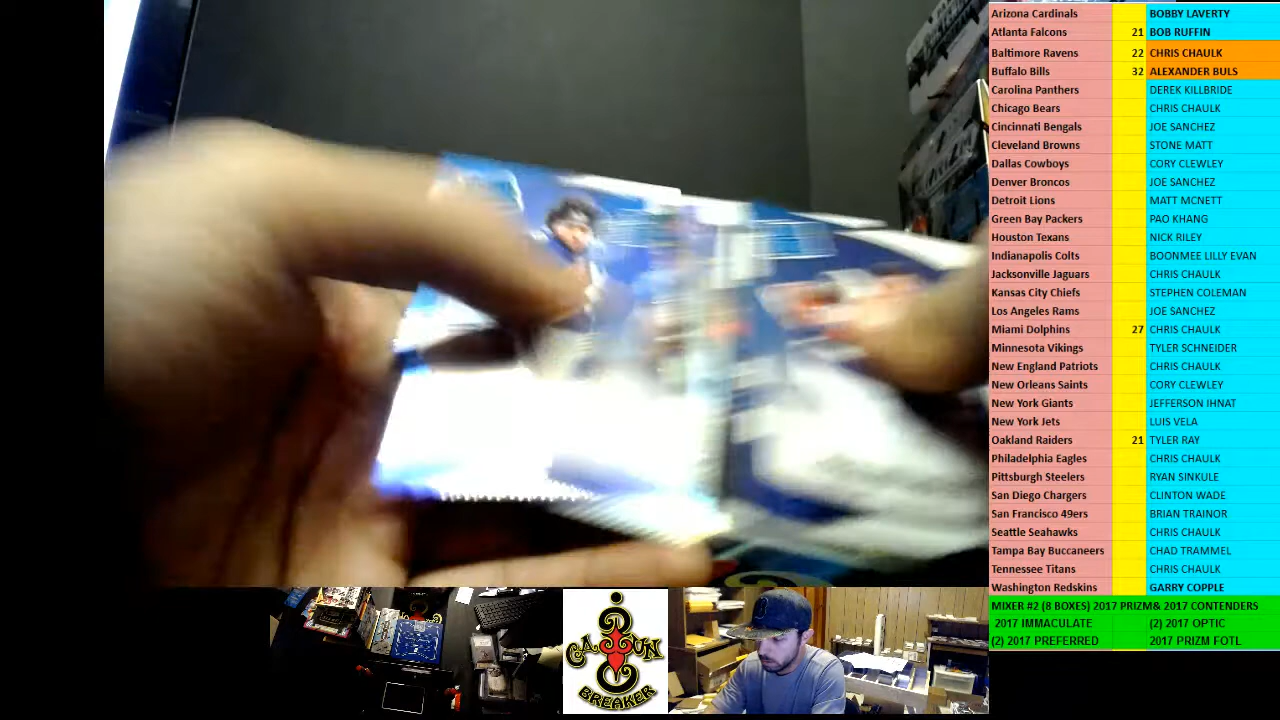 Arizona Cardinals BOBBY LAVERTY
Atlanta Falcons 21 BOB RUFFIN
Baltimore Ravens 22 CHRIS CHAULK
Buffalo Bills 32 ALEXANDER BULS
Carolina Panthers DEREK KILLBRIDE
Chicago Bears CHRIS CHAULK
Cincinnati Bengals JOE SANCHEZ
Cleveland Browns STONE MATT
Dallas Cowboys CORY CLEWLEY
Denver Broncos JOE SANCHEZ
Detroit Lions MATT MCNETT
Green Bay Packers PAO KHANG
Houston Texans NICK RILEY
Indianapolis Colts BOONMEE LILLY EVAN
Jacksonville Jaguars CHRIS CHAULK
Kansas City Chiefs STEPHEN COLEMAN
Los Angeles Rams JOE SANCHEZ
Miami Dolphins 27 CHRIS CHAULK
Minnesota Vikings TYLER SCHNEIDER
New England Patriots CHRIS CHAULK
New Orleans Saints CORY CLEWLEY
New York Giants JEFFERSON IHNAT
New York Jets LUIS VELA
Oakland Raiders 21 TYLER RAY
Philadelphia Eagles CHRIS CHAULK
Pittsburgh Steelers RYAN SINKULE
San Diego Chargers CLINTON WADE
San Francisco 49ers BRIAN TRAINOR
Seattle Seahawks CHRIS CHAULK
Tampa Bay Buccaneers CHAD TRAMMEL
Tennessee Titans CHRIS CHAULK
Washington Redskins GARRY COPPLE
MIXER #2 (8 BOXES) 2017 PRIZM& 2017 CONTENDERS
2017 IMMACULATE (2) 2017 OPTIC
(2) 2017 PREFERRED 2017 PRIZM FOTL
CAJUN
BREAKER